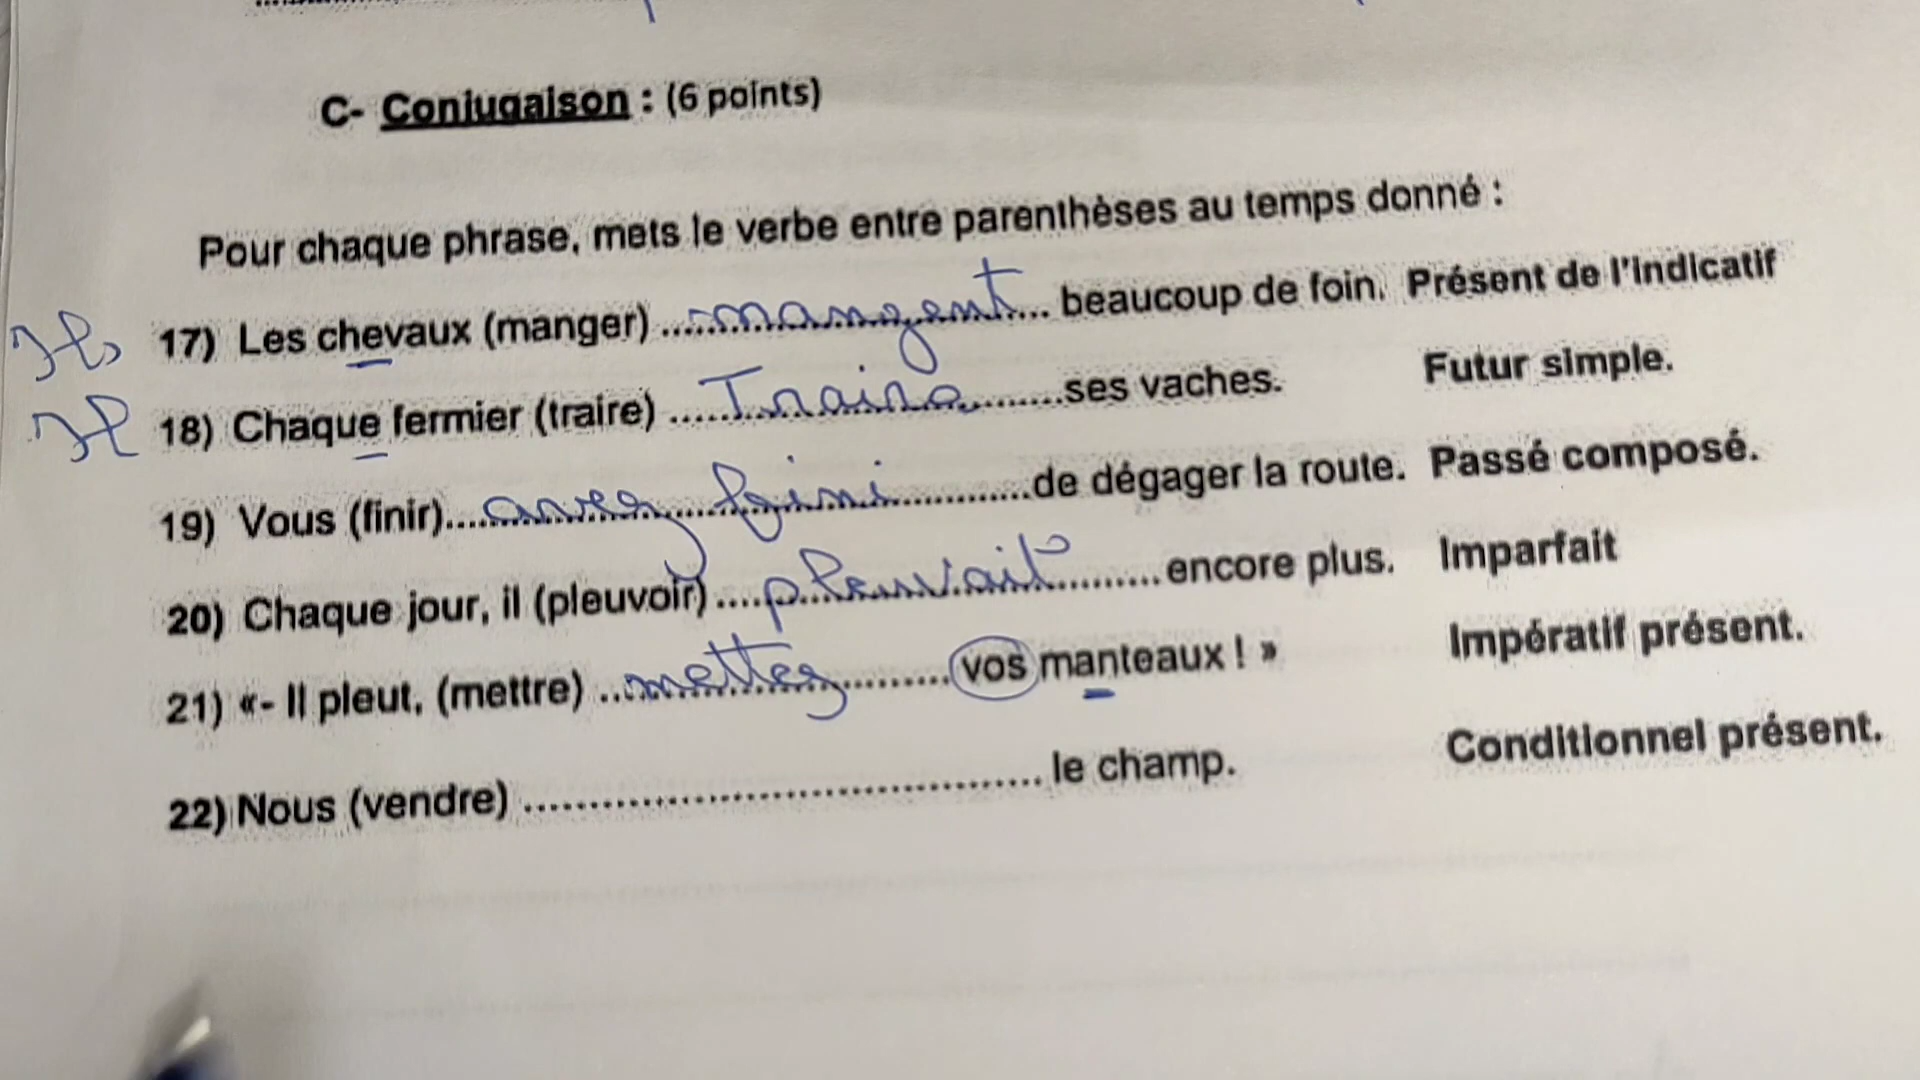 C- Conjugaison : (6 points)
Pour chaque phrase, mets le verbe entre parenthèses au temps donné :
Ils 17) Les chevaux (manger) ...mangent... beaucoup de foin. Présent de l'indicatif
Il 18) Chaque fermier (traire) ...Traira...ses vaches. Futur simple.
19) Vous (finir)...avez fini...de dégager la route. Passé composé.
20) Chaque jour, il (pleuvoir) ...pleuvait...encore plus. Imparfait
21) «- Il pleut, (mettre) ...mettez...vos manteaux ! » Impératif présent.
22) Nous (vendre) ........................................ le champ. Conditionnel présent.